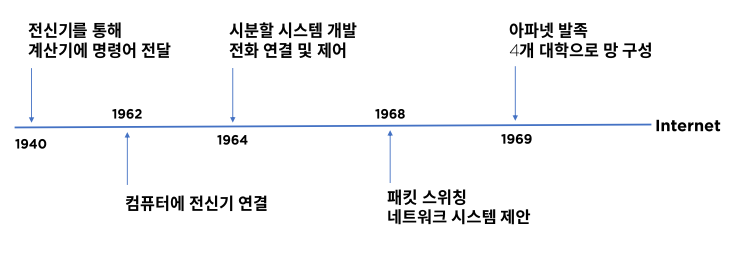 전신기를 통해
계산기에 명령어 전달
시분할 시스템 개발
전화 연결 및 제어
아파넷 발족
4개 대학으로 망 구성
1962
1968
Internet
1940
1964
1969
컴퓨터에 전신기 연결
패킷 스위칭
네트워크 시스템 제안